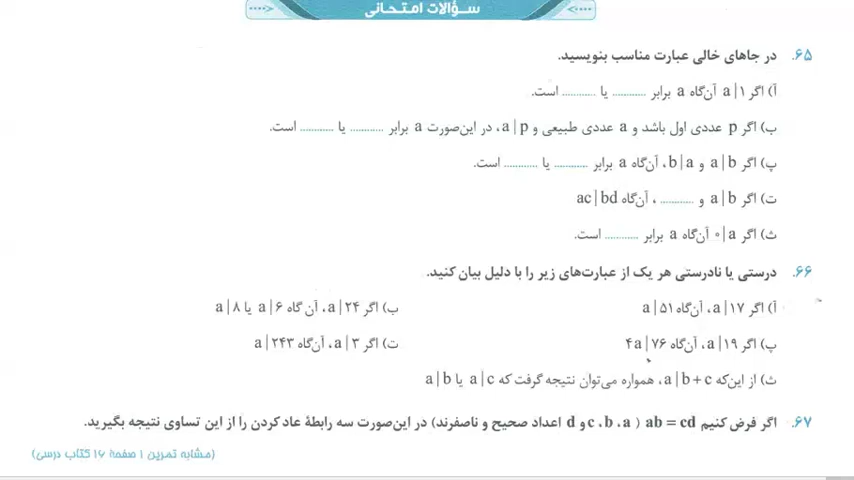 سؤالات امتحانی
۶۵. در جاهای خالی عبارت مناسب بنویسید.
آ) اگر a|۱ آن‌گاه a برابر ............ یا ............ است.
ب) اگر p عددی اول باشد و a عددی طبیعی و a|p، در این‌صورت a برابر ............ یا ............ است.
پ) اگر a|b و b|a، آن‌گاه a برابر ............ یا ............ است.
ت) اگر a|b و ............ ، آن‌گاه ac|bd
ث) اگر ۰|a آن‌گاه a برابر ............ است.
۶۶. درستی یا نادرستی هر یک از عبارت‌های زیر را با دلیل بیان کنید.
آ) اگر a|۱۷، آن‌گاه a|۵۱ ب) اگر a|۲۴، آن گاه a|۶ یا a|۸
پ) اگر a|۱۹، آن‌گاه ۴a|۷۶ ت) اگر a|۳، آن‌گاه a|۲۴۳
ث) از این‌که a|b+c، همواره می‌توان نتیجه گرفت که a|c یا a|b
۶۷. اگر فرض کنیم ab = cd ( a، b، c و d اعداد صحیح و ناصفرند) در این‌صورت سه رابطهٔ عاد کردن را از این تساوی نتیجه بگیرید.
(مشابه تمرین ۱ صفحهٔ ۱۶ کتاب درسی)